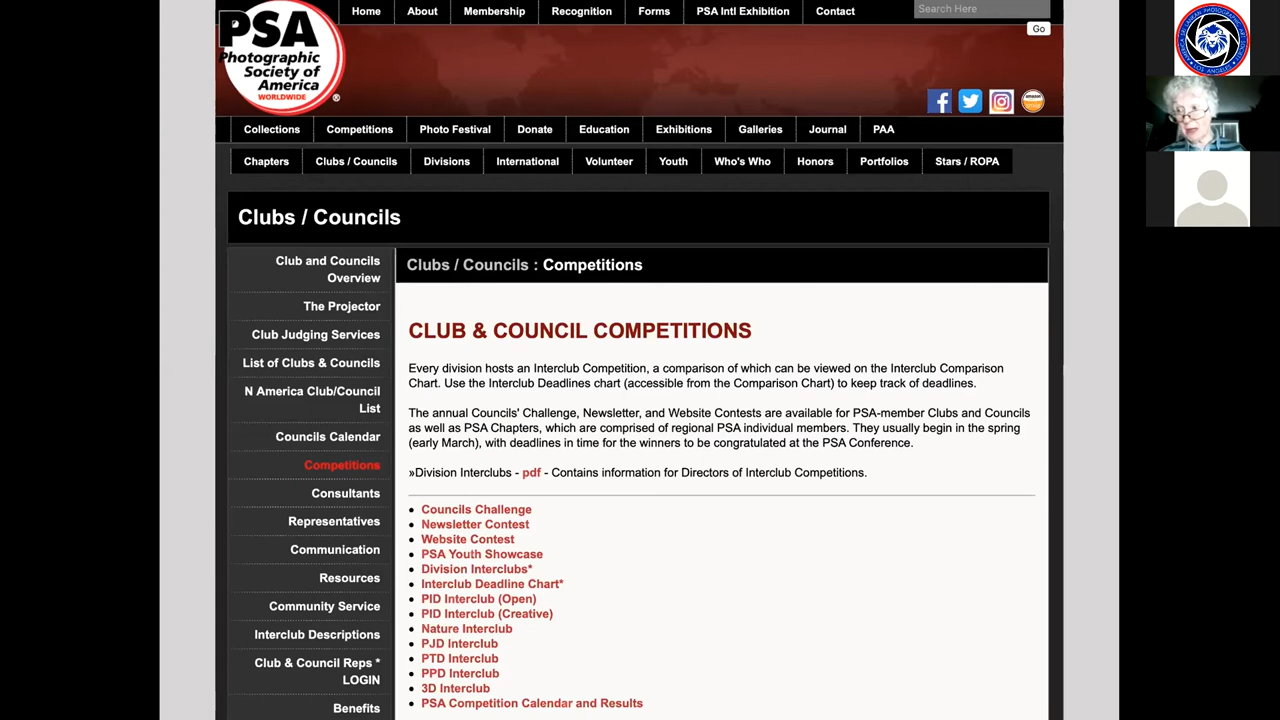 Home About Membership Recognition Forms PSA Intl Exhibition Contact
Search Here
Go
PSA
Photographic
Society of
America
WORLDWIDE
®
Collections Competitions Photo Festival Donate Education Exhibitions Galleries Journal PAA
Chapters Clubs / Councils Divisions International Volunteer Youth Who's Who Honors Portfolios Stars / ROPA
Clubs / Councils
Club and Councils
Overview
The Projector
Club Judging Services
List of Clubs & Councils
N America Club/Council
List
Councils Calendar
Competitions
Consultants
Representatives
Communication
Resources
Community Service
Interclub Descriptions
Club & Council Reps *
LOGIN
Benefits
Clubs / Councils : Competitions
CLUB & COUNCIL COMPETITIONS
Every division hosts an Interclub Competition, a comparison of which can be viewed on the Interclub Comparison
Chart. Use the Interclub Deadlines chart (accessible from the Comparison Chart) to keep track of deadlines.
The annual Councils' Challenge, Newsletter, and Website Contests are available for PSA-member Clubs and Councils
as well as PSA Chapters, which are comprised of regional PSA individual members. They usually begin in the spring
(early March), with deadlines in time for the winners to be congratulated at the PSA Conference.
»Division Interclubs - pdf - Contains information for Directors of Interclub Competitions.
• Councils Challenge
• Newsletter Contest
• Website Contest
• PSA Youth Showcase
• Division Interclubs*
• Interclub Deadline Chart*
• PID Interclub (Open)
• PID Interclub (Creative)
• Nature Interclub
• PJD Interclub
• PTD Interclub
• PPD Interclub
• 3D Interclub
• PSA Competition Calendar and Results
LOS ANGELES